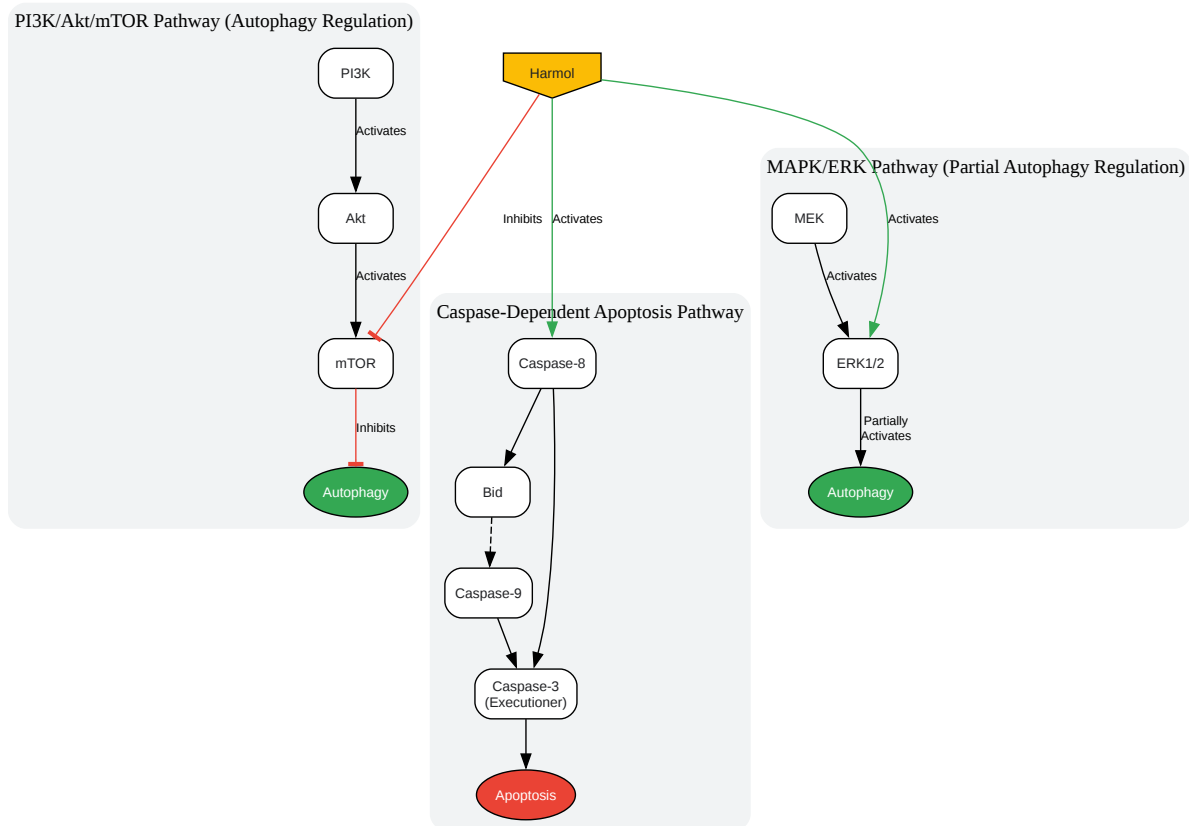 PI3K/Akt/mTOR Pathway (Autophagy Regulation)
PI3K
Activates
Akt
Activates
mTOR
Inhibits
Autophagy
Harmol
Inhibits
Activates
Activates
Caspase-Dependent Apoptosis Pathway
Caspase-8
Bid
Caspase-9
Caspase-3
(Executioner)
Apoptosis
MAPK/ERK Pathway (Partial Autophagy Regulation)
MEK
Activates
ERK1/2
Partially
Activates
Autophagy